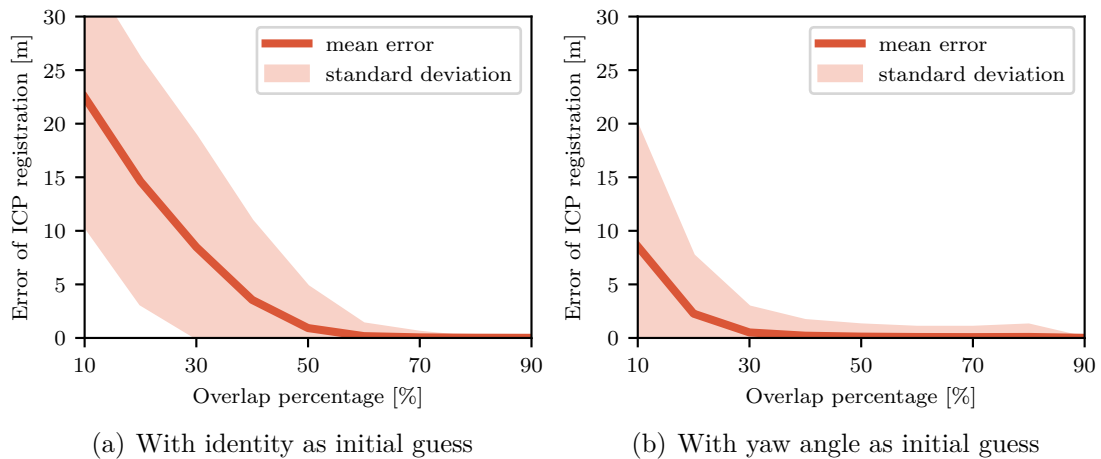 30
25
20
15
10
5
0
Error of ICP registration [m]
mean error
standard deviation
10 30 50 70 90
Overlap percentage [%]
(a) With identity as initial guess
30
25
20
15
10
5
0
Error of ICP registration [m]
mean error
standard deviation
10 30 50 70 90
Overlap percentage [%]
(b) With yaw angle as initial guess